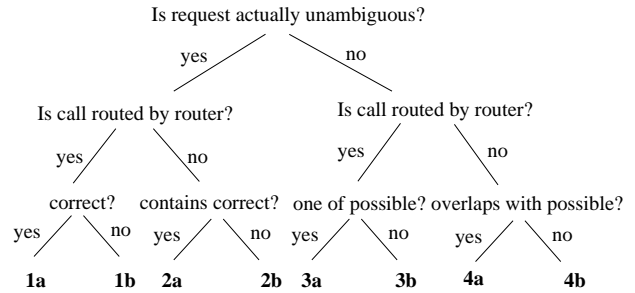 Is request actually unambiguous?
yes no
Is call routed by router? Is call routed by router?
yes no yes no
correct? contains correct? one of possible? overlaps with possible?
yes no yes no yes no yes no
1a 1b 2a 2b 3a 3b 4a 4b